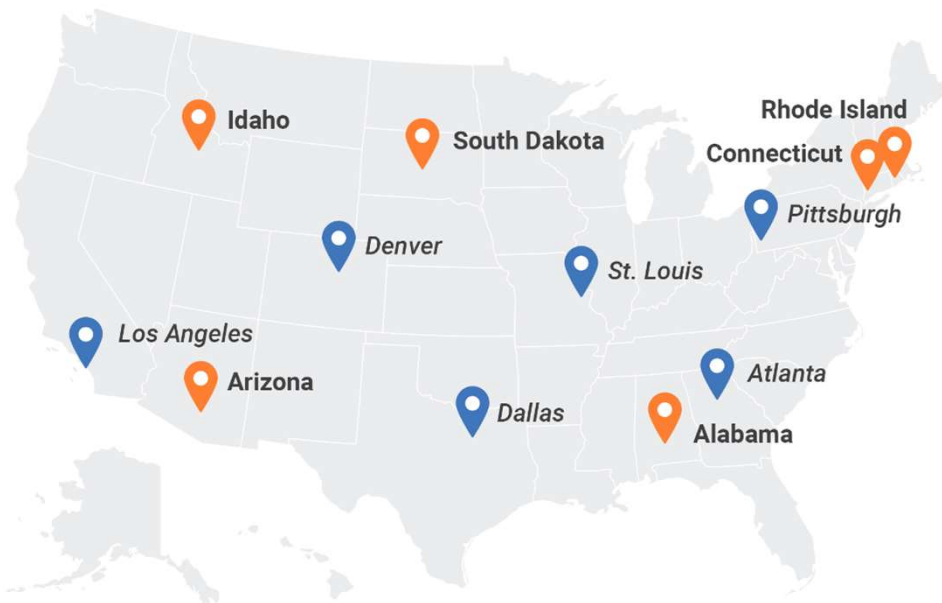 Rhode Island
Idaho
South Dakota
Connecticut
Pittsburgh
Denver
St. Louis
Los Angeles
Atlanta
Arizona
Dallas
Alabama